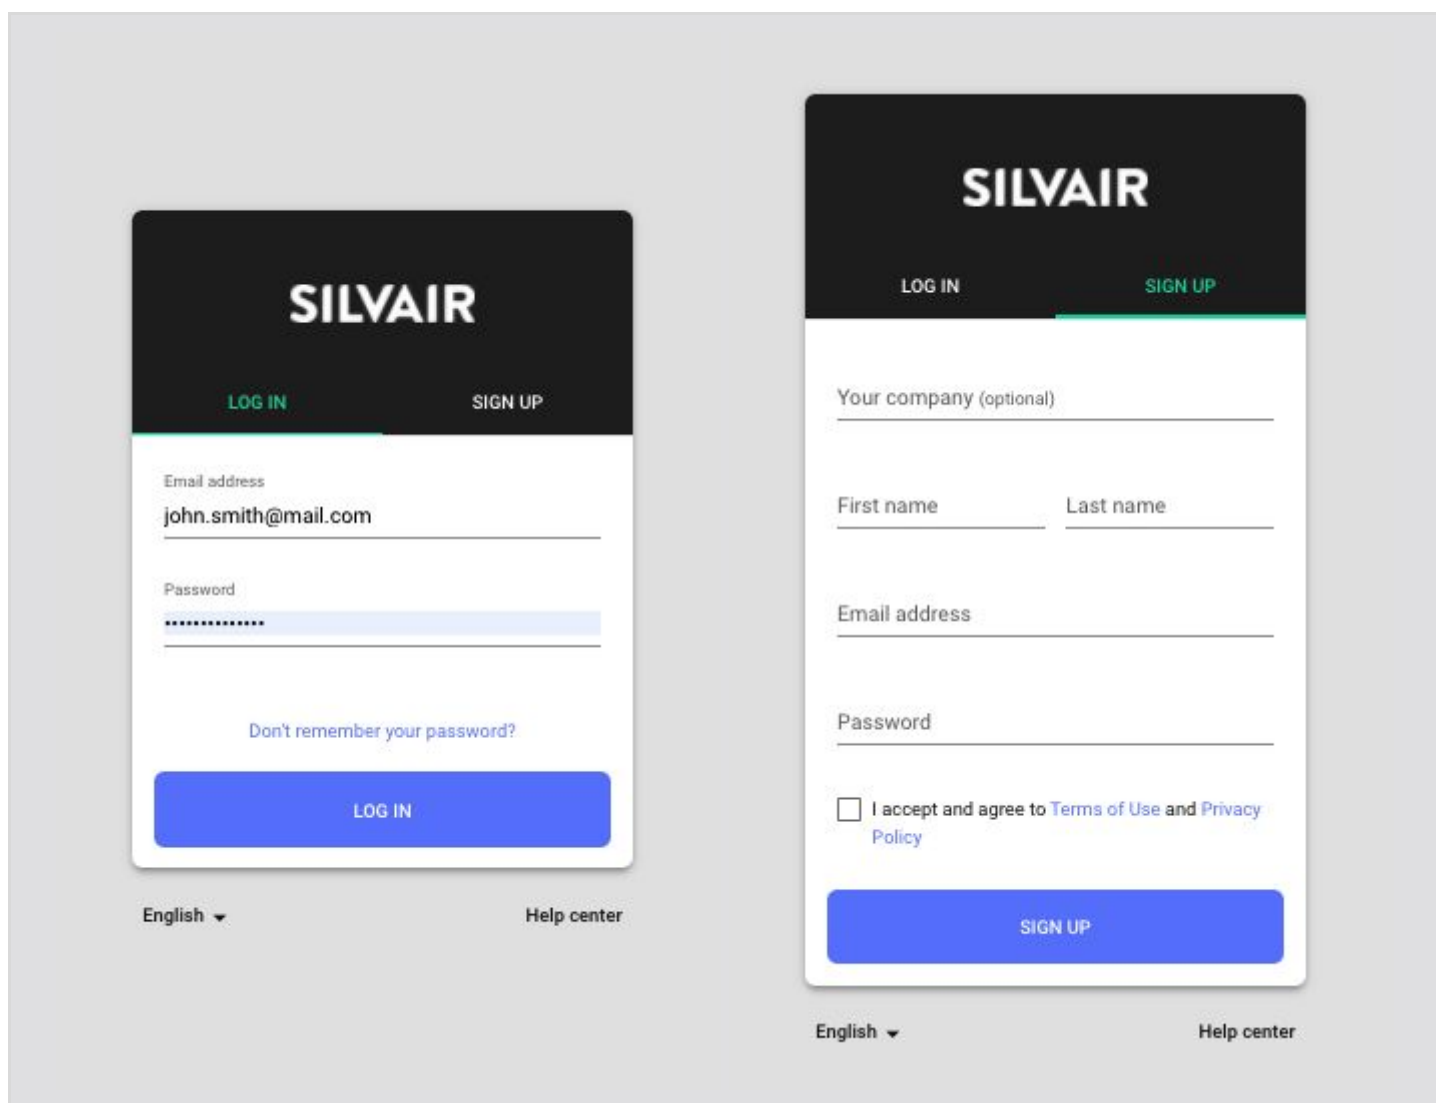 SILVAIR
LOG IN SIGN UP
Email address
john.smith@mail.com
Password
••••••••••••••
Don't remember your password?
LOG IN
English Help center
SILVAIR
LOG IN SIGN UP
Your company (optional)
First name Last name
Email address
Password
I accept and agree to Terms of Use and Privacy
Policy
SIGN UP
English Help center